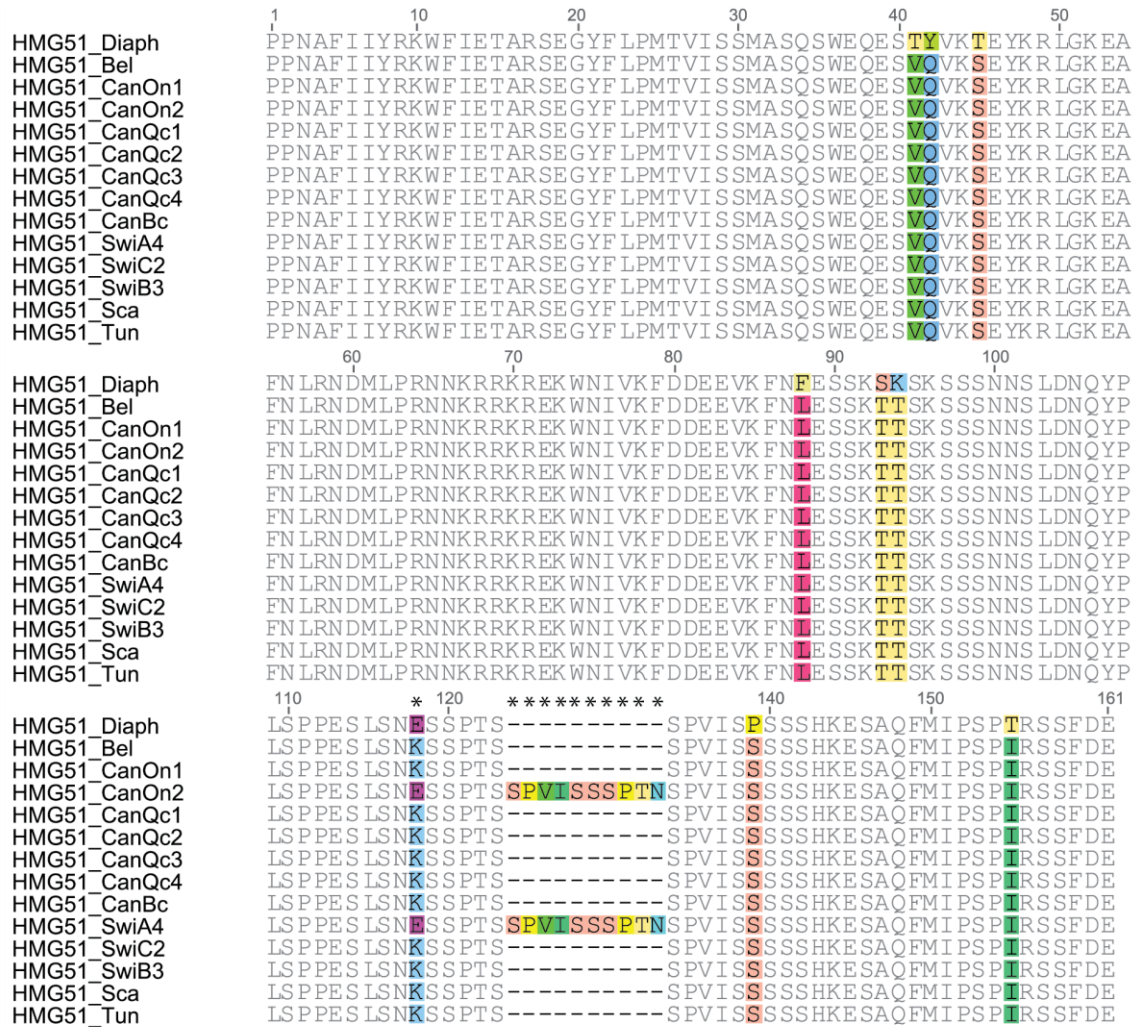 1 10 20 30 40 50
HMG51_Diaph PPNAFIIYRKWFIETARSEGYFLPMTVISSMASQSWEQESTYVKTEYKRLGKEA
HMG51_Bel PPNAFIIYRKWFIETARSEGYFLPMTVISSMASQSWEQESVQVKSEYKRLGKEA
HMG51_CanOn1 PPNAFIIYRKWFIETARSEGYFLPMTVISSMASQSWEQESVQVKSEYKRLGKEA
HMG51_CanOn2 PPNAFIIYRKWFIETARSEGYFLPMTVISSMASQSWEQESVQVKSEYKRLGKEA
HMG51_CanQc1 PPNAFIIYRKWFIETARSEGYFLPMTVISSMASQSWEQESVQVKSEYKRLGKEA
HMG51_CanQc2 PPNAFIIYRKWFIETARSEGYFLPMTVISSMASQSWEQESVQVKSEYKRLGKEA
HMG51_CanQc3 PPNAFIIYRKWFIETARSEGYFLPMTVISSMASQSWEQESVQVKSEYKRLGKEA
HMG51_CanQc4 PPNAFIIYRKWFIETARSEGYFLPMTVISSMASQSWEQESVQVKSEYKRLGKEA
HMG51_CanBc PPNAFIIYRKWFIETARSEGYFLPMTVISSMASQSWEQESVQVKSEYKRLGKEA
HMG51_SwiA4 PPNAFIIYRKWFIETARSEGYFLPMTVISSMASQSWEQESVQVKSEYKRLGKEA
HMG51_SwiC2 PPNAFIIYRKWFIETARSEGYFLPMTVISSMASQSWEQESVQVKSEYKRLGKEA
HMG51_SwiB3 PPNAFIIYRKWFIETARSEGYFLPMTVISSMASQSWEQESVQVKSEYKRLGKEA
HMG51_Sca PPNAFIIYRKWFIETARSEGYFLPMTVISSMASQSWEQESVQVKSEYKRLGKEA
HMG51_Tun PPNAFIIYRKWFIETARSEGYFLPMTVISSMASQSWEQESVQVKSEYKRLGKEA
60 70 80 90 100
HMG51_Diaph FNLRNDMLPRNNKRRKREKWNIVKFDDEEVKFNFESSKSKSKSSSNNSLDNQYP
HMG51_Bel FNLRNDMLPRNNKRRKREKWNIVKFDDEEVKFNLESSKTTSKSSSNNSLDNQYP
HMG51_CanOn1 FNLRNDMLPRNNKRRKREKWNIVKFDDEEVKFNLESSKTTSKSSSNNSLDNQYP
HMG51_CanOn2 FNLRNDMLPRNNKRRKREKWNIVKFDDEEVKFNLESSKTTSKSSSNNSLDNQYP
HMG51_CanQc1 FNLRNDMLPRNNKRRKREKWNIVKFDDEEVKFNLESSKTTSKSSSNNSLDNQYP
HMG51_CanQc2 FNLRNDMLPRNNKRRKREKWNIVKFDDEEVKFNLESSKTTSKSSSNNSLDNQYP
HMG51_CanQc3 FNLRNDMLPRNNKRRKREKWNIVKFDDEEVKFNLESSKTTSKSSSNNSLDNQYP
HMG51_CanQc4 FNLRNDMLPRNNKRRKREKWNIVKFDDEEVKFNLESSKTTSKSSSNNSLDNQYP
HMG51_CanBc FNLRNDMLPRNNKRRKREKWNIVKFDDEEVKFNLESSKTTSKSSSNNSLDNQYP
HMG51_SwiA4 FNLRNDMLPRNNKRRKREKWNIVKFDDEEVKFNLESSKTTSKSSSNNSLDNQYP
HMG51_SwiC2 FNLRNDMLPRNNKRRKREKWNIVKFDDEEVKFNLESSKTTSKSSSNNSLDNQYP
HMG51_SwiB3 FNLRNDMLPRNNKRRKREKWNIVKFDDEEVKFNLESSKTTSKSSSNNSLDNQYP
HMG51_Sca FNLRNDMLPRNNKRRKREKWNIVKFDDEEVKFNLESSKTTSKSSSNNSLDNQYP
HMG51_Tun FNLRNDMLPRNNKRRKREKWNIVKFDDEEVKFNLESSKTTSKSSSNNSLDNQYP
110 * 120 ********** 140 150 161
HMG51_Diaph LSPPESLSNESSPTS----------SPVISPSSSHKESAQFMIPSPTRSSFDE
HMG51_Bel LSPPESLSNKSSPTS----------SPVISSSSSHKESAQFMIPSPIRSSFDE
HMG51_CanOn1 LSPPESLSNKSSPTS----------SPVISSSSSHKESAQFMIPSPIRSSFDE
HMG51_CanOn2 LSPPESLSNESSPTSSPVISSSPTNSPVISSSSSHKESAQFMIPSPIRSSFDE
HMG51_CanQc1 LSPPESLSNKSSPTS----------SPVISSSSSHKESAQFMIPSPIRSSFDE
HMG51_CanQc2 LSPPESLSNKSSPTS----------SPVISSSSSHKESAQFMIPSPIRSSFDE
HMG51_CanQc3 LSPPESLSNKSSPTS----------SPVISSSSSHKESAQFMIPSPIRSSFDE
HMG51_CanQc4 LSPPESLSNKSSPTS----------SPVISSSSSHKESAQFMIPSPIRSSFDE
HMG51_CanBc LSPPESLSNKSSPTS----------SPVISSSSSHKESAQFMIPSPIRSSFDE
HMG51_SwiA4 LSPPESLSNESSPTSSPVISSSPTNSPVISSSSSHKESAQFMIPSPIRSSFDE
HMG51_SwiC2 LSPPESLSNKSSPTS----------SPVISSSSSHKESAQFMIPSPIRSSFDE
HMG51_SwiB3 LSPPESLSNKSSPTS----------SPVISSSSSHKESAQFMIPSPIRSSFDE
HMG51_Sca LSPPESLSNKSSPTS----------SPVISSSSSHKESAQFMIPSPIRSSFDE
HMG51_Tun LSPPESLSNKSSPTS----------SPVISSSSSHKESAQFMIPSPIRSSFDE